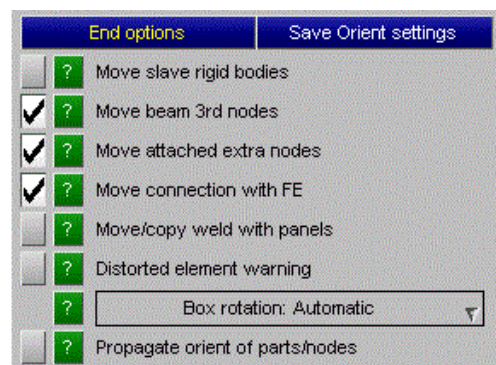 End options Save Orient settings
? Move slave rigid bodies
? Move beam 3rd nodes
? Move attached extra nodes
? Move connection with FE
? Move/copy weld with panels
? Distorted element warning
? Box rotation: Automatic
? Propagate orient of parts/nodes